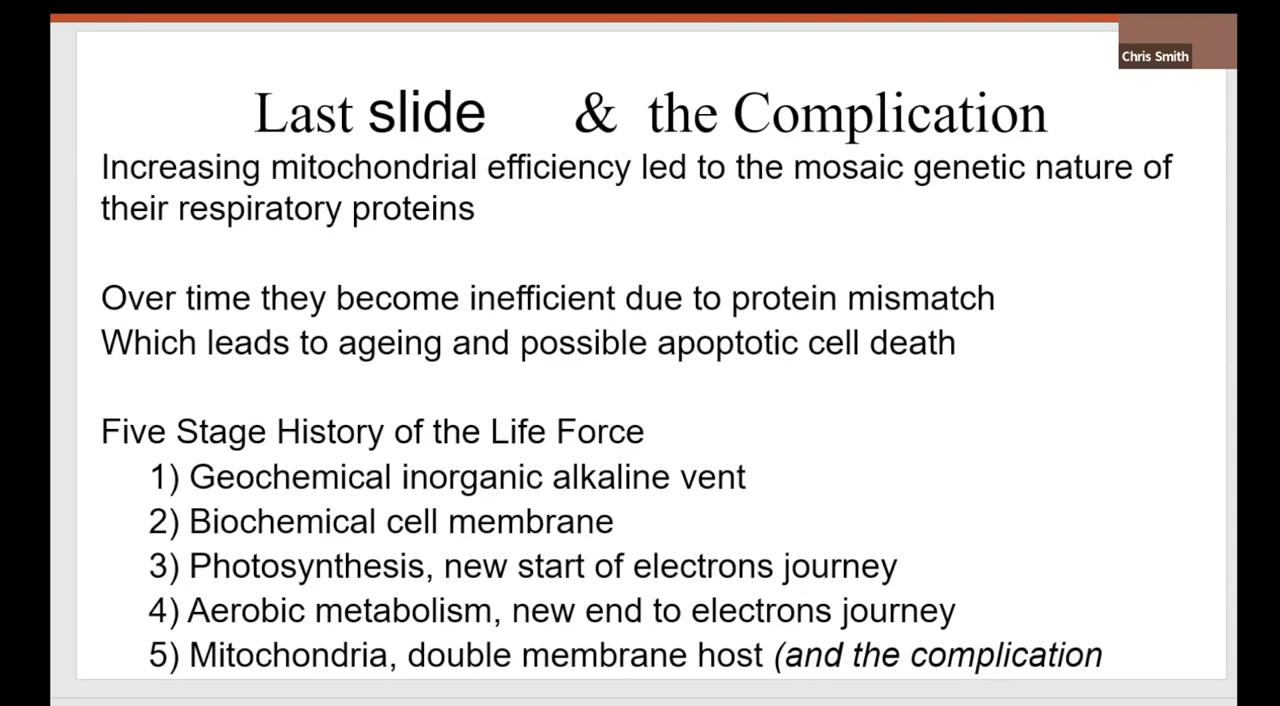 Chris Smith
Last slide & the Complication
Increasing mitochondrial efficiency led to the mosaic genetic nature of
their respiratory proteins
Over time they become inefficient due to protein mismatch
Which leads to ageing and possible apoptotic cell death
Five Stage History of the Life Force
1) Geochemical inorganic alkaline vent
2) Biochemical cell membrane
3) Photosynthesis, new start of electrons journey
4) Aerobic metabolism, new end to electrons journey
5) Mitochondria, double membrane host (and the complication